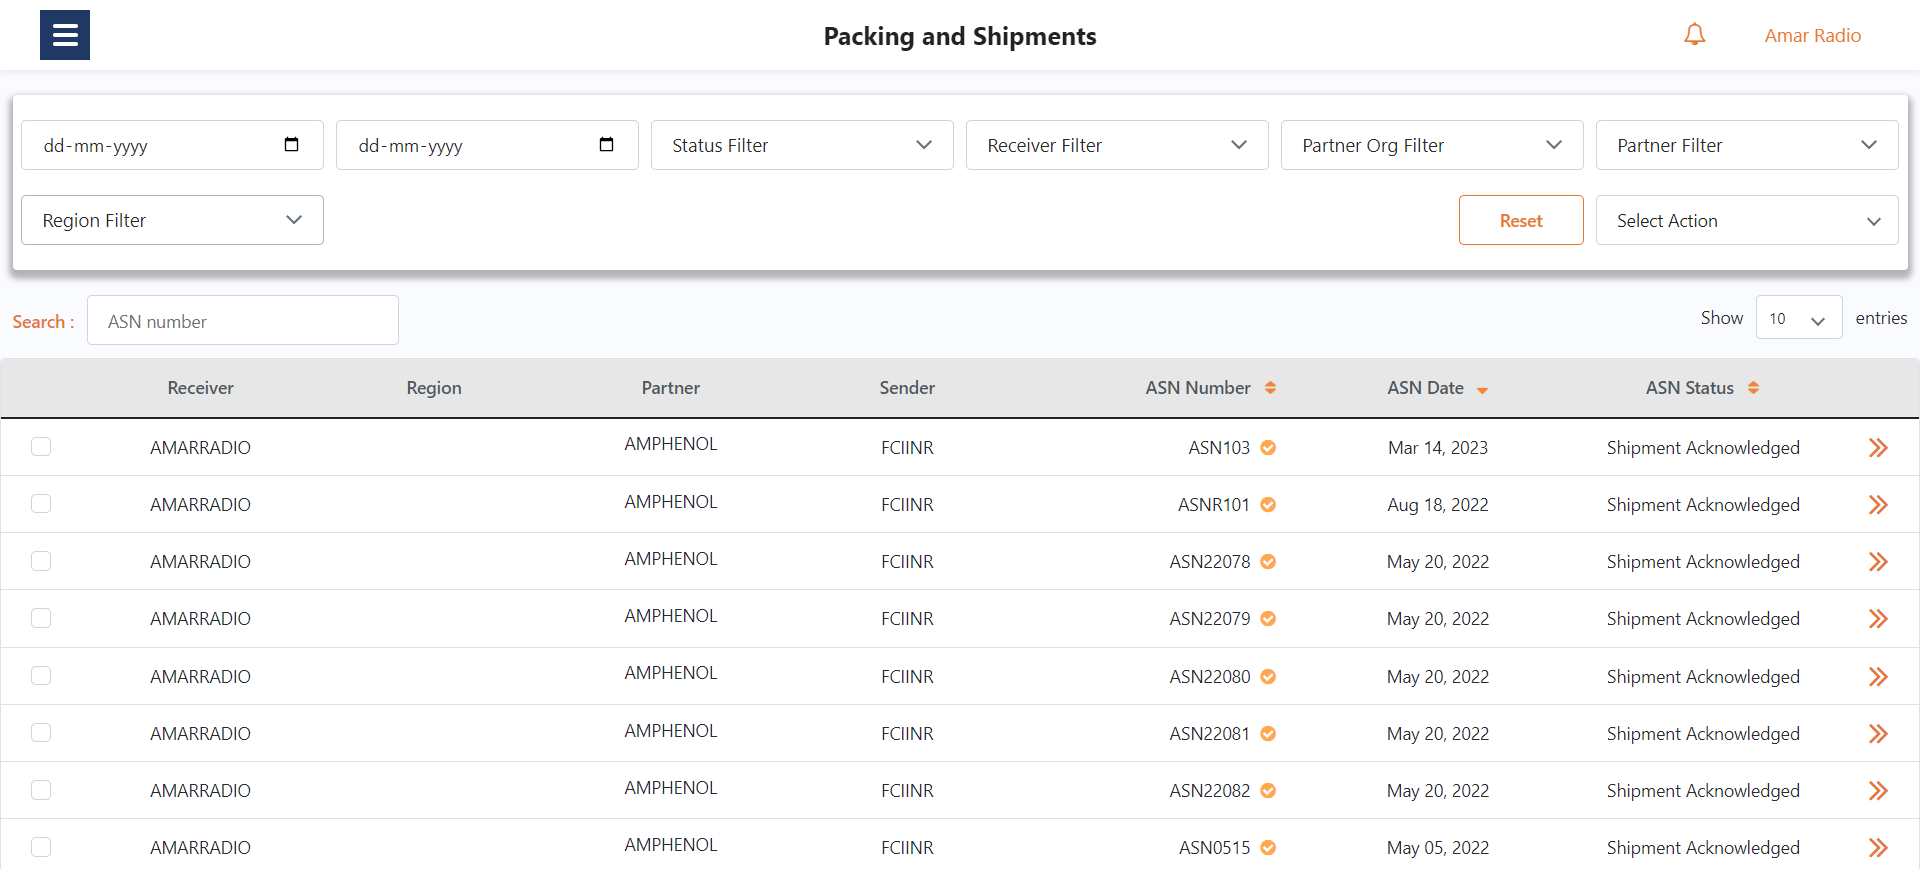 Packing and Shipments
Amar Radio
dd-mm-yyyy dd-mm-yyyy Status Filter Receiver Filter Partner Org Filter Partner Filter
Region Filter Reset Select Action
Search : ASN number Show 10 entries
Receiver Region Partner Sender ASN Number ASN Date ASN Status
AMARRADIO AMPHENOL FCIINR ASN103 Mar 14, 2023 Shipment Acknowledged
AMARRADIO AMPHENOL FCIINR ASNR101 Aug 18, 2022 Shipment Acknowledged
AMARRADIO AMPHENOL FCIINR ASN22078 May 20, 2022 Shipment Acknowledged
AMARRADIO AMPHENOL FCIINR ASN22079 May 20, 2022 Shipment Acknowledged
AMARRADIO AMPHENOL FCIINR ASN22080 May 20, 2022 Shipment Acknowledged
AMARRADIO AMPHENOL FCIINR ASN22081 May 20, 2022 Shipment Acknowledged
AMARRADIO AMPHENOL FCIINR ASN22082 May 20, 2022 Shipment Acknowledged
AMARRADIO AMPHENOL FCIINR ASN0515 May 05, 2022 Shipment Acknowledged